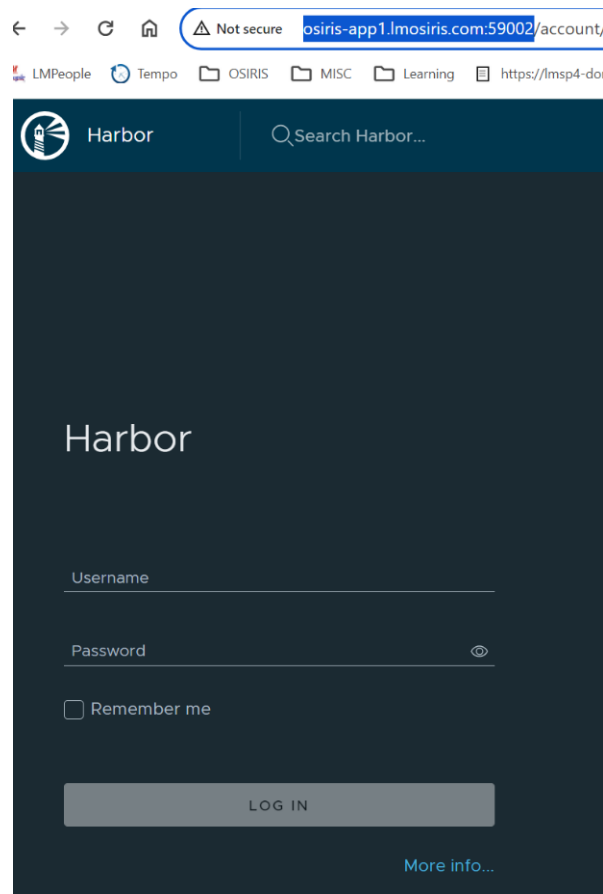 Not secure osiris-app1.lmosiris.com:59002/account/
LMPeople Tempo OSIRIS MISC Learning https://lmsp4-do
Harbor Search Harbor...
Harbor
Username
Password
Remember me
LOG IN
More info...